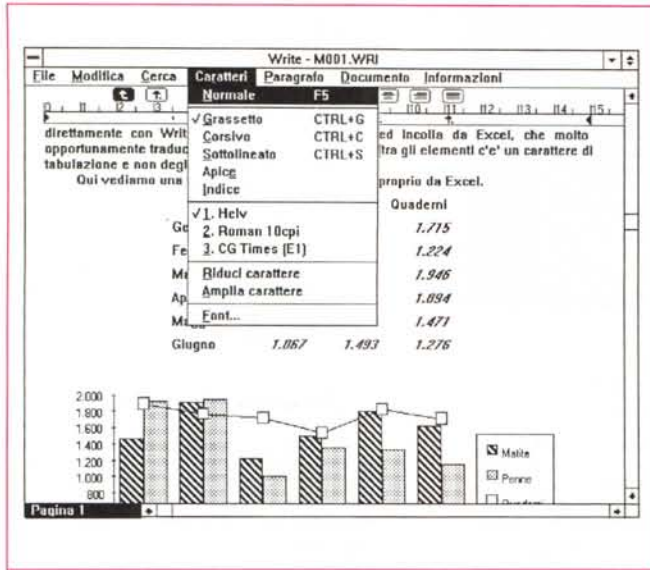 Write - M001.WRI
File Modifica Cerca Caratteri Paragrafo Documento Informazioni
Normale F5
Grassetto CTRL+G
Corsivo CTRL+C
Sottolineato CTRL+S
Apice
Indice
1. Helv
2. Roman 10cpi
3. CG Times (E1)
Riduci carattere
Amplia carattere
Font...
direttamente con Writ ed Incolla da Excel, che molto
opportunamente traduc tra gli elementi c'e' un carattere di
tabulazione e non degl
Qui vediamo una proprio da Excel.
Quaderni
Ge 1.715
Fe 1.224
Ma 1.946
Ap 1.894
1.471
Giugno 1.067 1.493 1.276
2.000
1.800
1.600
1.400
1.200
1.000
800
Matite
Penne
Pagina 1